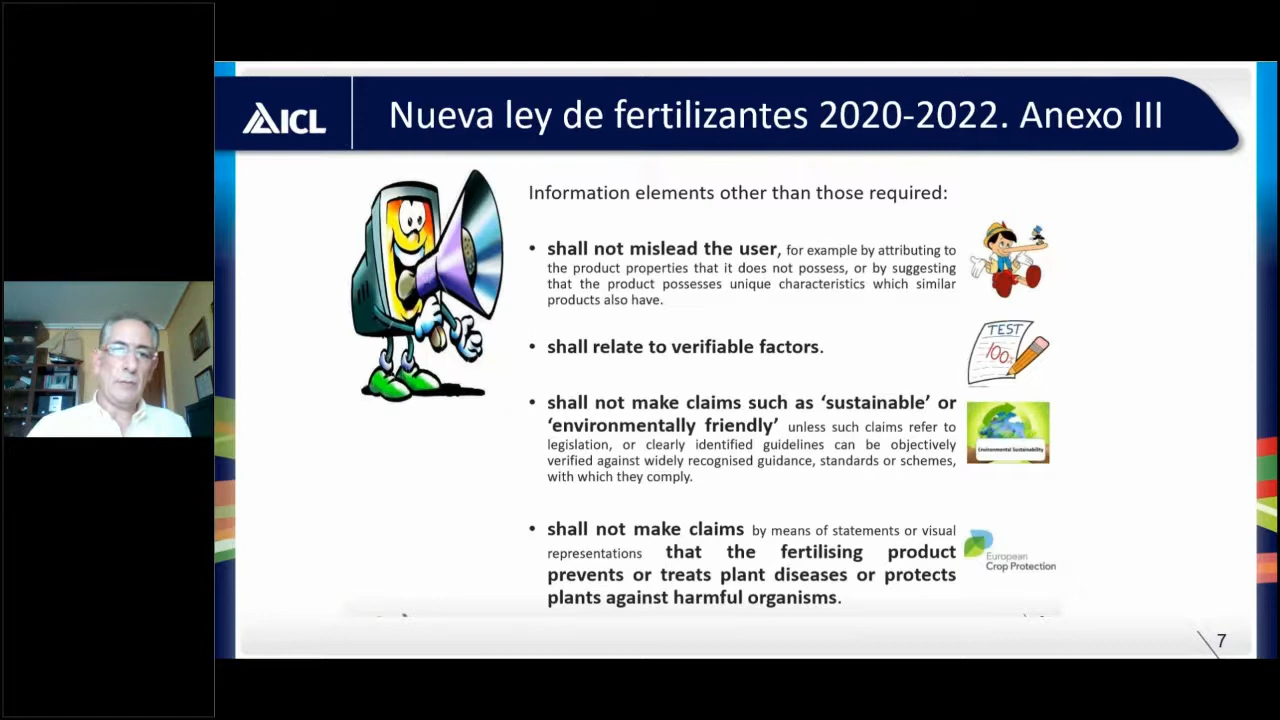 ICL
Nueva ley de fertilizantes 2020-2022. Anexo III
Information elements other than those required:
• shall not mislead the user, for example by attributing to
the product properties that it does not possess, or by suggesting
that the product possesses unique characteristics which similar
products also have.
• shall relate to verifiable factors.
TEST
100%
• shall not make claims such as ‘sustainable’ or
‘environmentally friendly’ unless such claims refer to
legislation, or clearly identified guidelines can be objectively
verified against widely recognised guidance, standards or schemes,
with which they comply.
Environmental Sustainability
• shall not make claims by means of statements or visual
representations that the fertilising product
prevents or treats plant diseases or protects
plants against harmful organisms.
European
Crop Protection
7